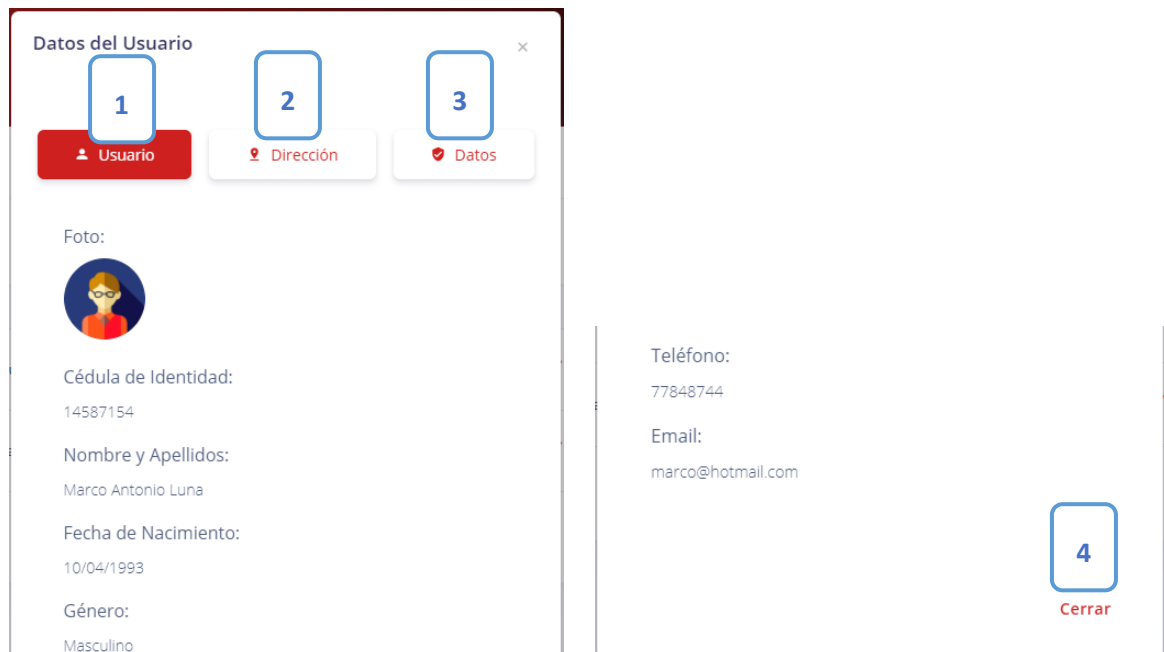 Datos del Usuario ×
1 2 3
Usuario Dirección Datos
Foto:
Cédula de Identidad:
14587154
Nombre y Apellidos:
Marco Antonio Luna
Fecha de Nacimiento:
10/04/1993
Género:
Masculino
Teléfono:
77848744
Email:
marco@hotmail.com
4
Cerrar